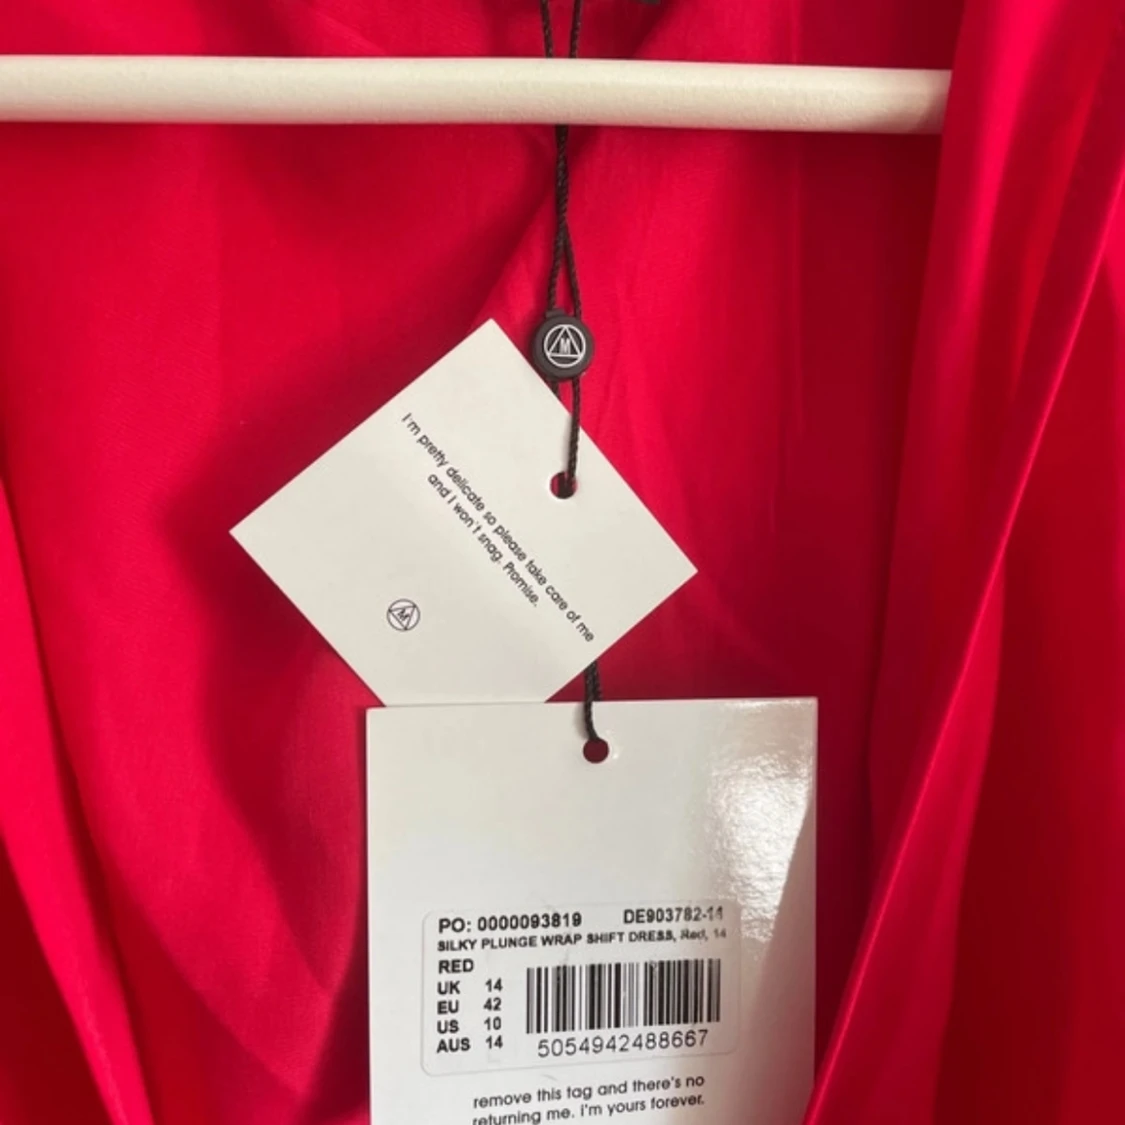 M
I'm pretty delicate so please take care of me
and I won't snag. Promise.
M
PO: 0000093819 DE903782-14
SILKY PLUNGE WRAP SHIFT DRESS, Red, 14
RED
UK 14
EU 42
US 10
AUS 14
5054942488667
remove this tag and there's no
returning me. i'm yours forever.